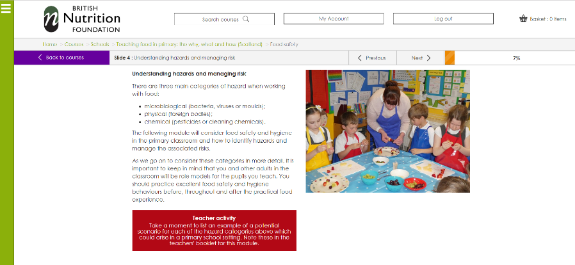 BRITISH
Nutrition
FOUNDATION
Search courses
My Account
Log out
Basket: 0 items
Home > Courses > Schools > Teaching food in primary: the why, what and how (Scotland) > Food safety
Back to courses
Slide 4: Understanding hazards and managing risk
Previous
Next
7%
Understanding hazards and managing risk
There are three main categories of hazard when working
with food:
• microbiological (bacteria, viruses or moulds);
• physical (foreign bodies);
• chemical (pesticides or cleaning chemicals).
The following module will consider food safety and hygiene
in the primary classroom and how to identify hazards and
manage the associated risks.
As we go on to consider these categories in more detail, it is
important to keep in mind that you and other adults in the
classroom will be role models for the pupils you teach. You
should practice excellent food safety and hygiene
behaviours before, throughout and after the practical food
experience.
Teacher activity
Take a moment to list an example of a potential
scenario for each of the hazard categories above which
could arise in a primary school setting. Note these in the
teachers' booklet for this module.